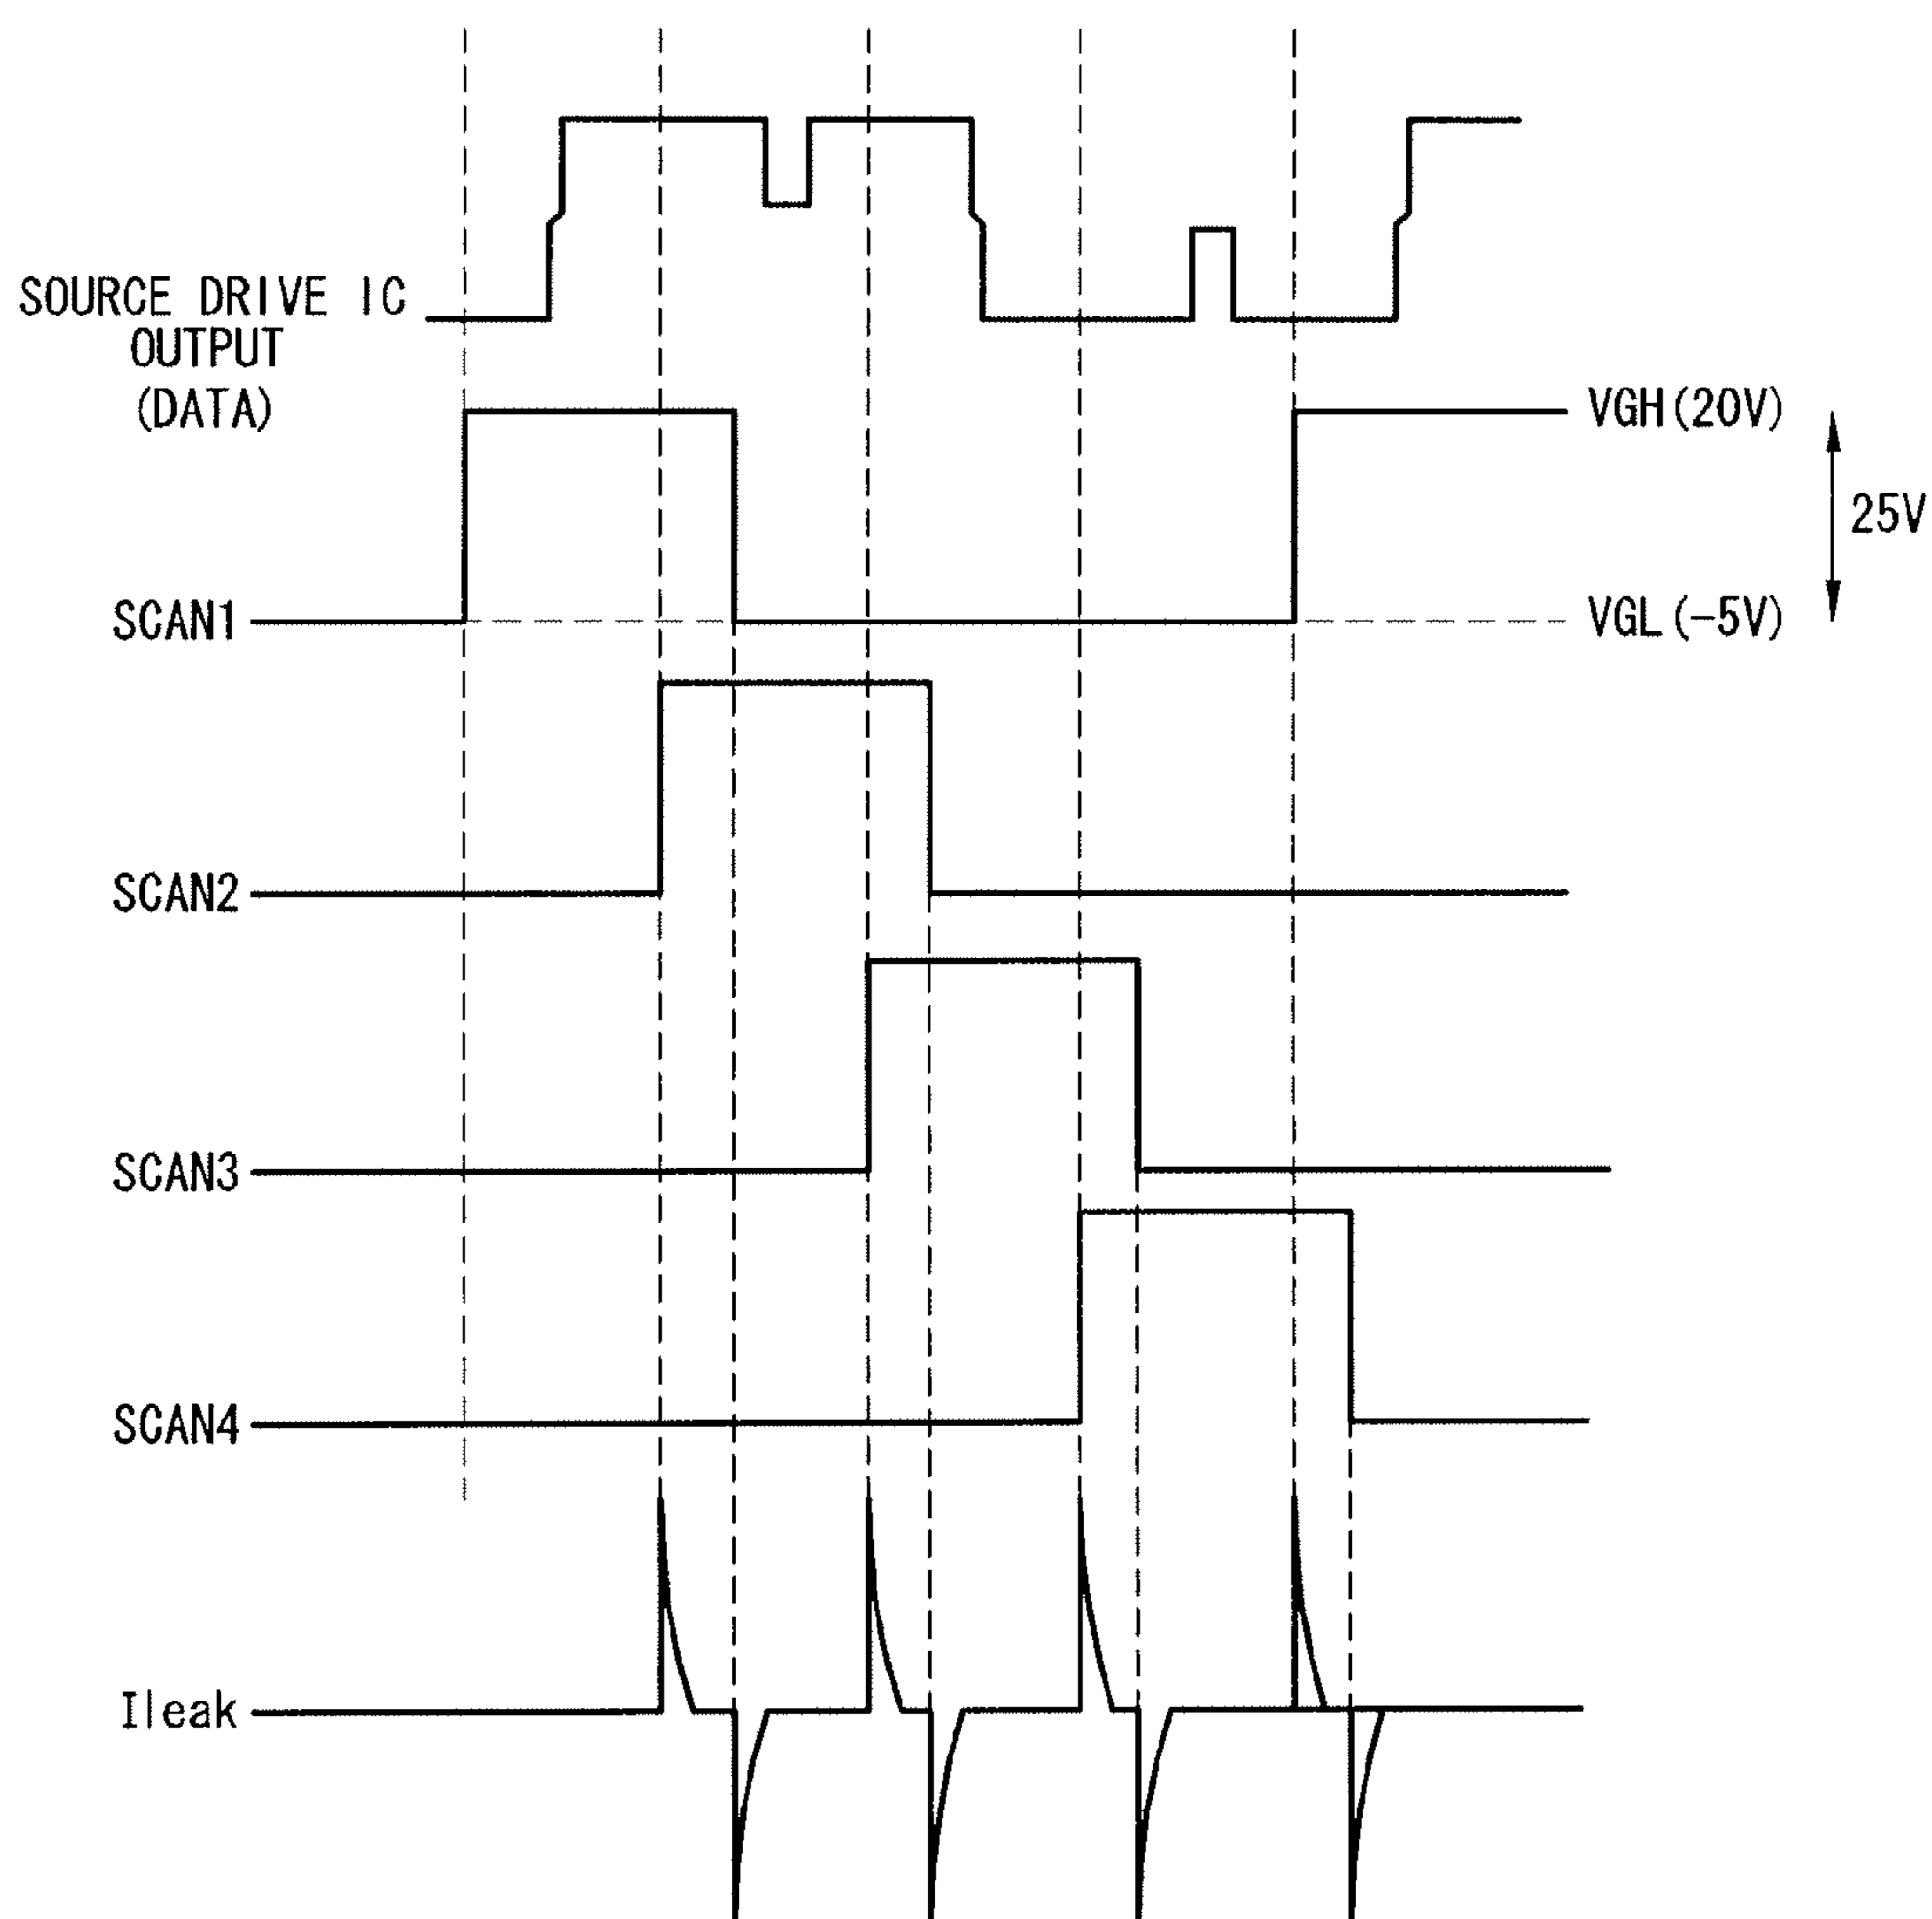 SOURCE DRIVE IC
OUTPUT
(DATA)
VGH(20V)
25V
SCAN1
VGL(-5V)
SCAN2
SCAN3
SCAN4
Ileak